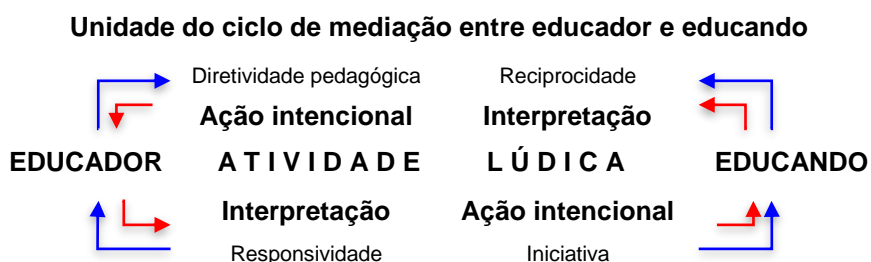 Unidade do ciclo de mediação entre educador e educando
Diretividade pedagógica Reciprocidade
Ação intencional Interpretação
EDUCADOR A T I V I D A D E L Ú D I C A EDUCANDO
Interpretação Ação intencional
Responsividade Iniciativa